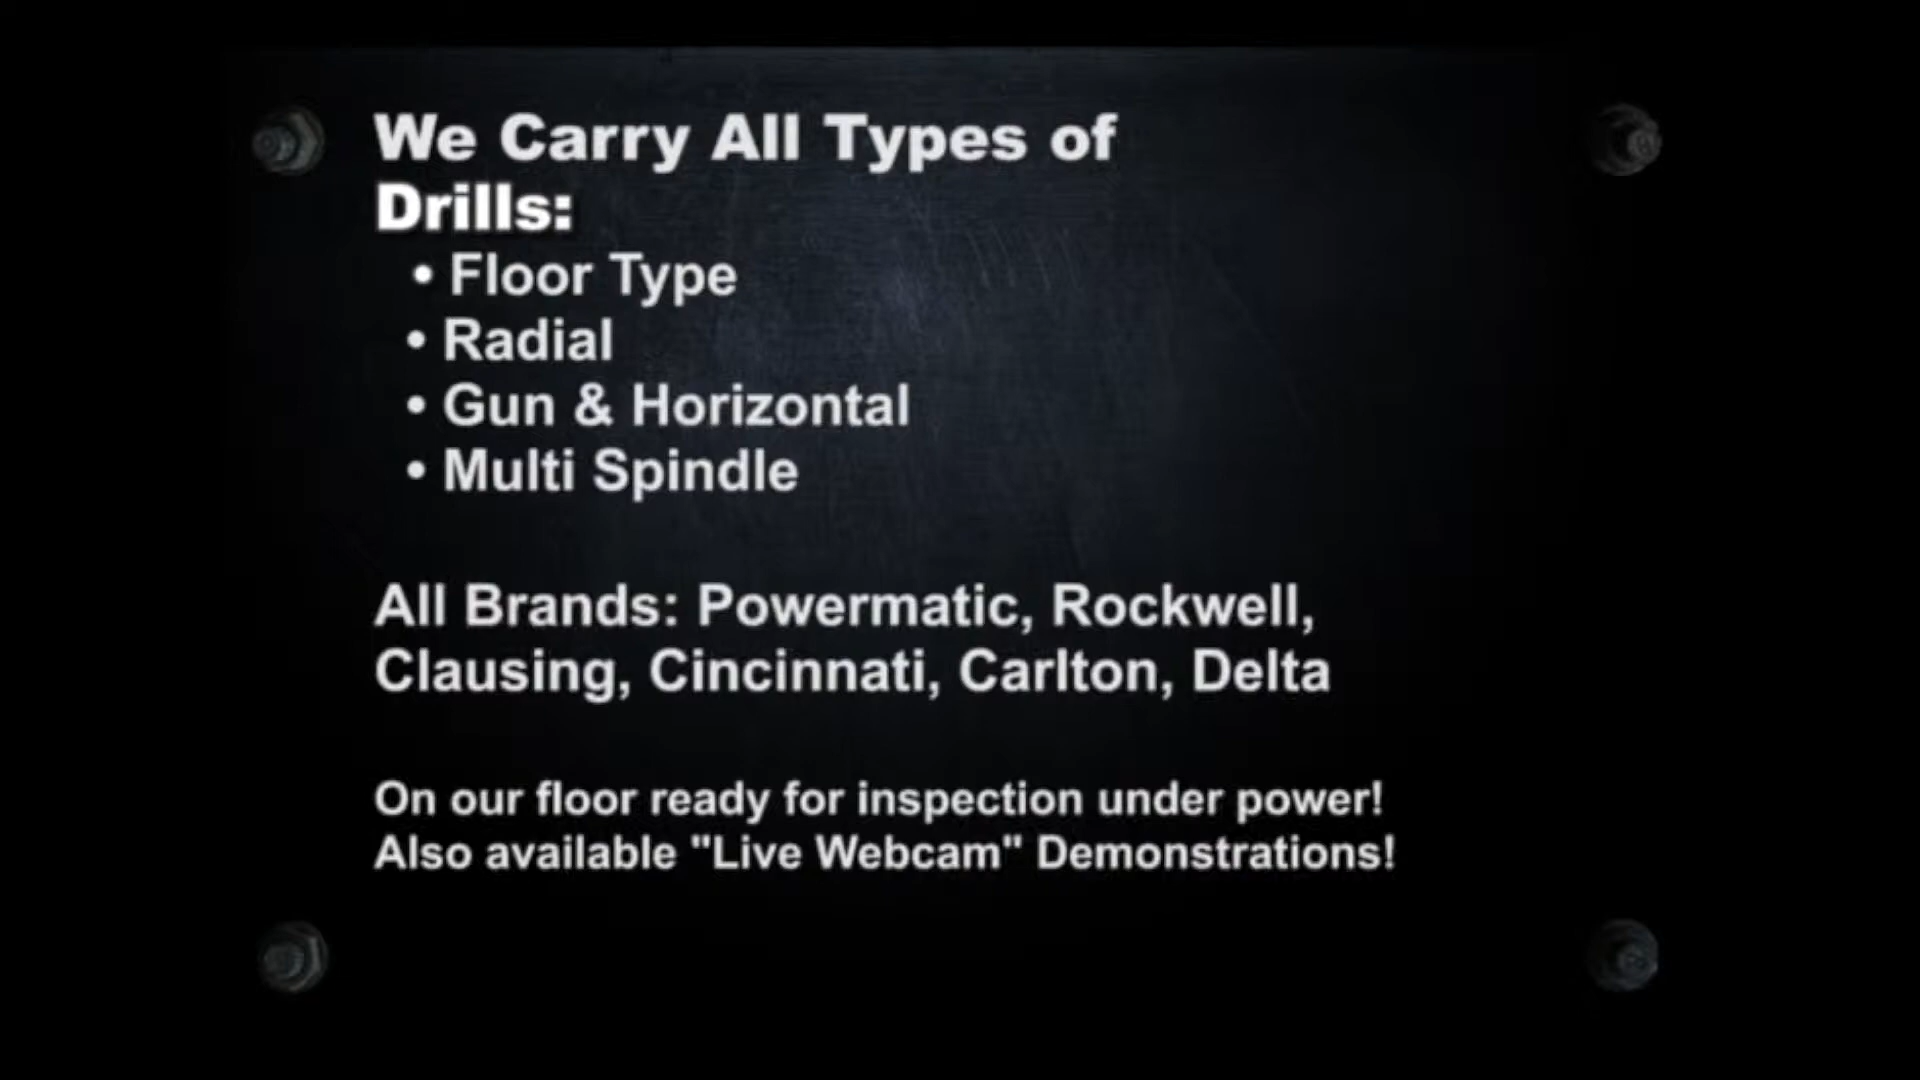 We Carry All Types of
Drills:
• Floor Type
• Radial
• Gun & Horizontal
• Multi Spindle
All Brands: Powermatic, Rockwell,
Clausing, Cincinnati, Carlton, Delta
On our floor ready for inspection under power!
Also available "Live Webcam" Demonstrations!